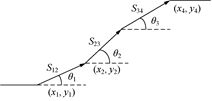 S₃₄ (x₄, y₄)
θ₃
S₂₃
θ₂
S₁₂ (x₂, y₂)
θ₁
(x₁, y₁)